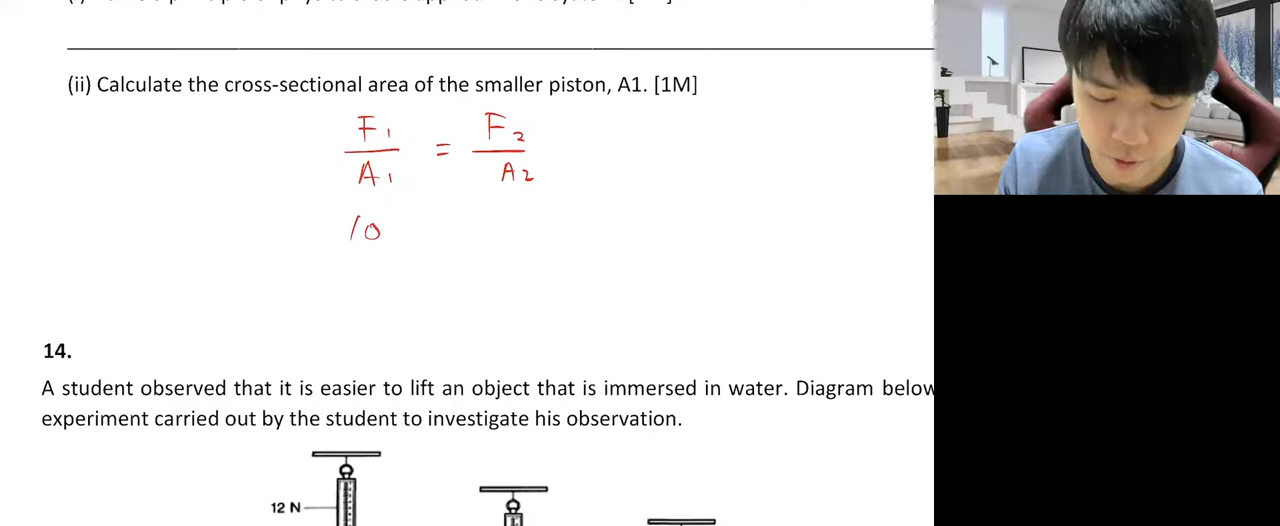 (ii) Calculate the cross-sectional area of the smaller piston, A1. [1M]
F₁ / A₁ = F₂ / A₂
10
14.
A student observed that it is easier to lift an object that is immersed in water. Diagram below
experiment carried out by the student to investigate his observation.
12 N